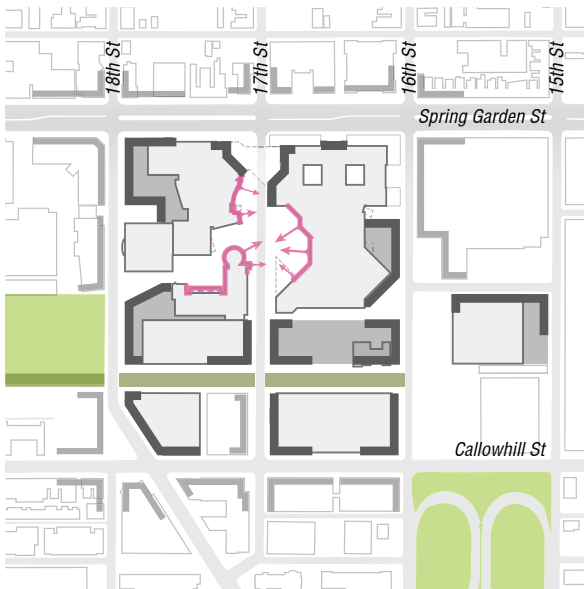 18th St
17th St
16th St
15th St
Spring Garden St
Callowhill St